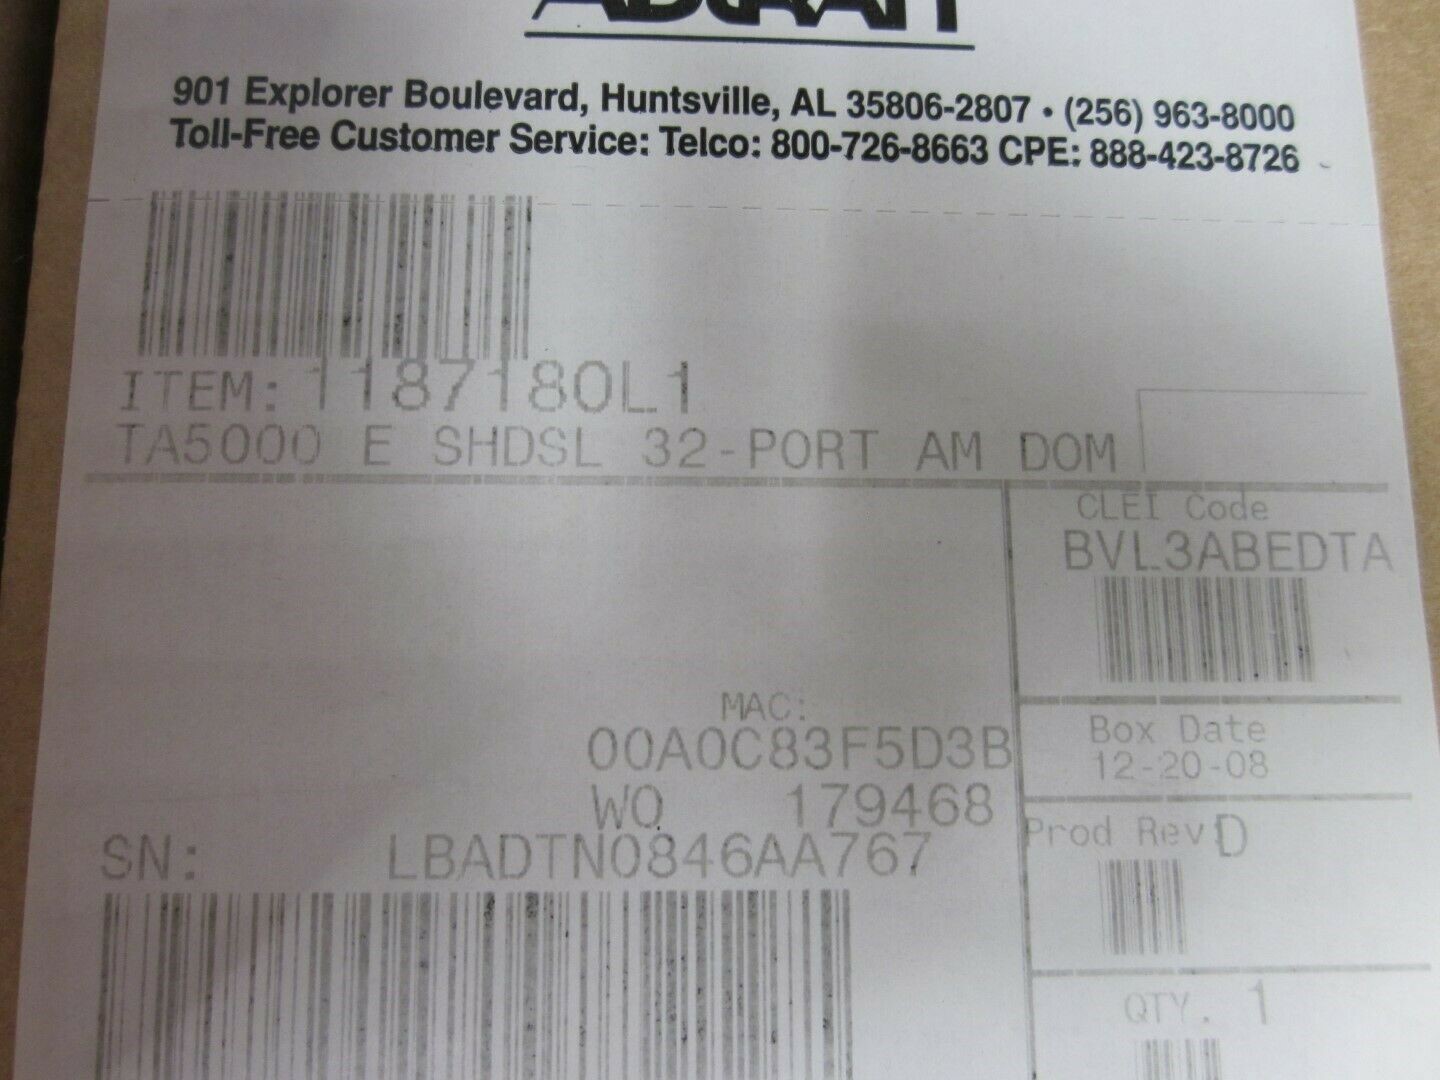 ADTRAN
901 Explorer Boulevard, Huntsville, AL 35806-2807 • (256) 963-8000
Toll-Free Customer Service: Telco: 800-726-8663 CPE: 888-423-8726
ITEM: 1187180L1
TA5000 E SHDSL 32-PORT AM DOM
CLEI Code
BVL3ABEDTA
MAC:
00A0C83F5D3B
Box Date
12-20-08
WO 179468
Prod Rev D
SN: LBADTN0846AA767
QTY. 1